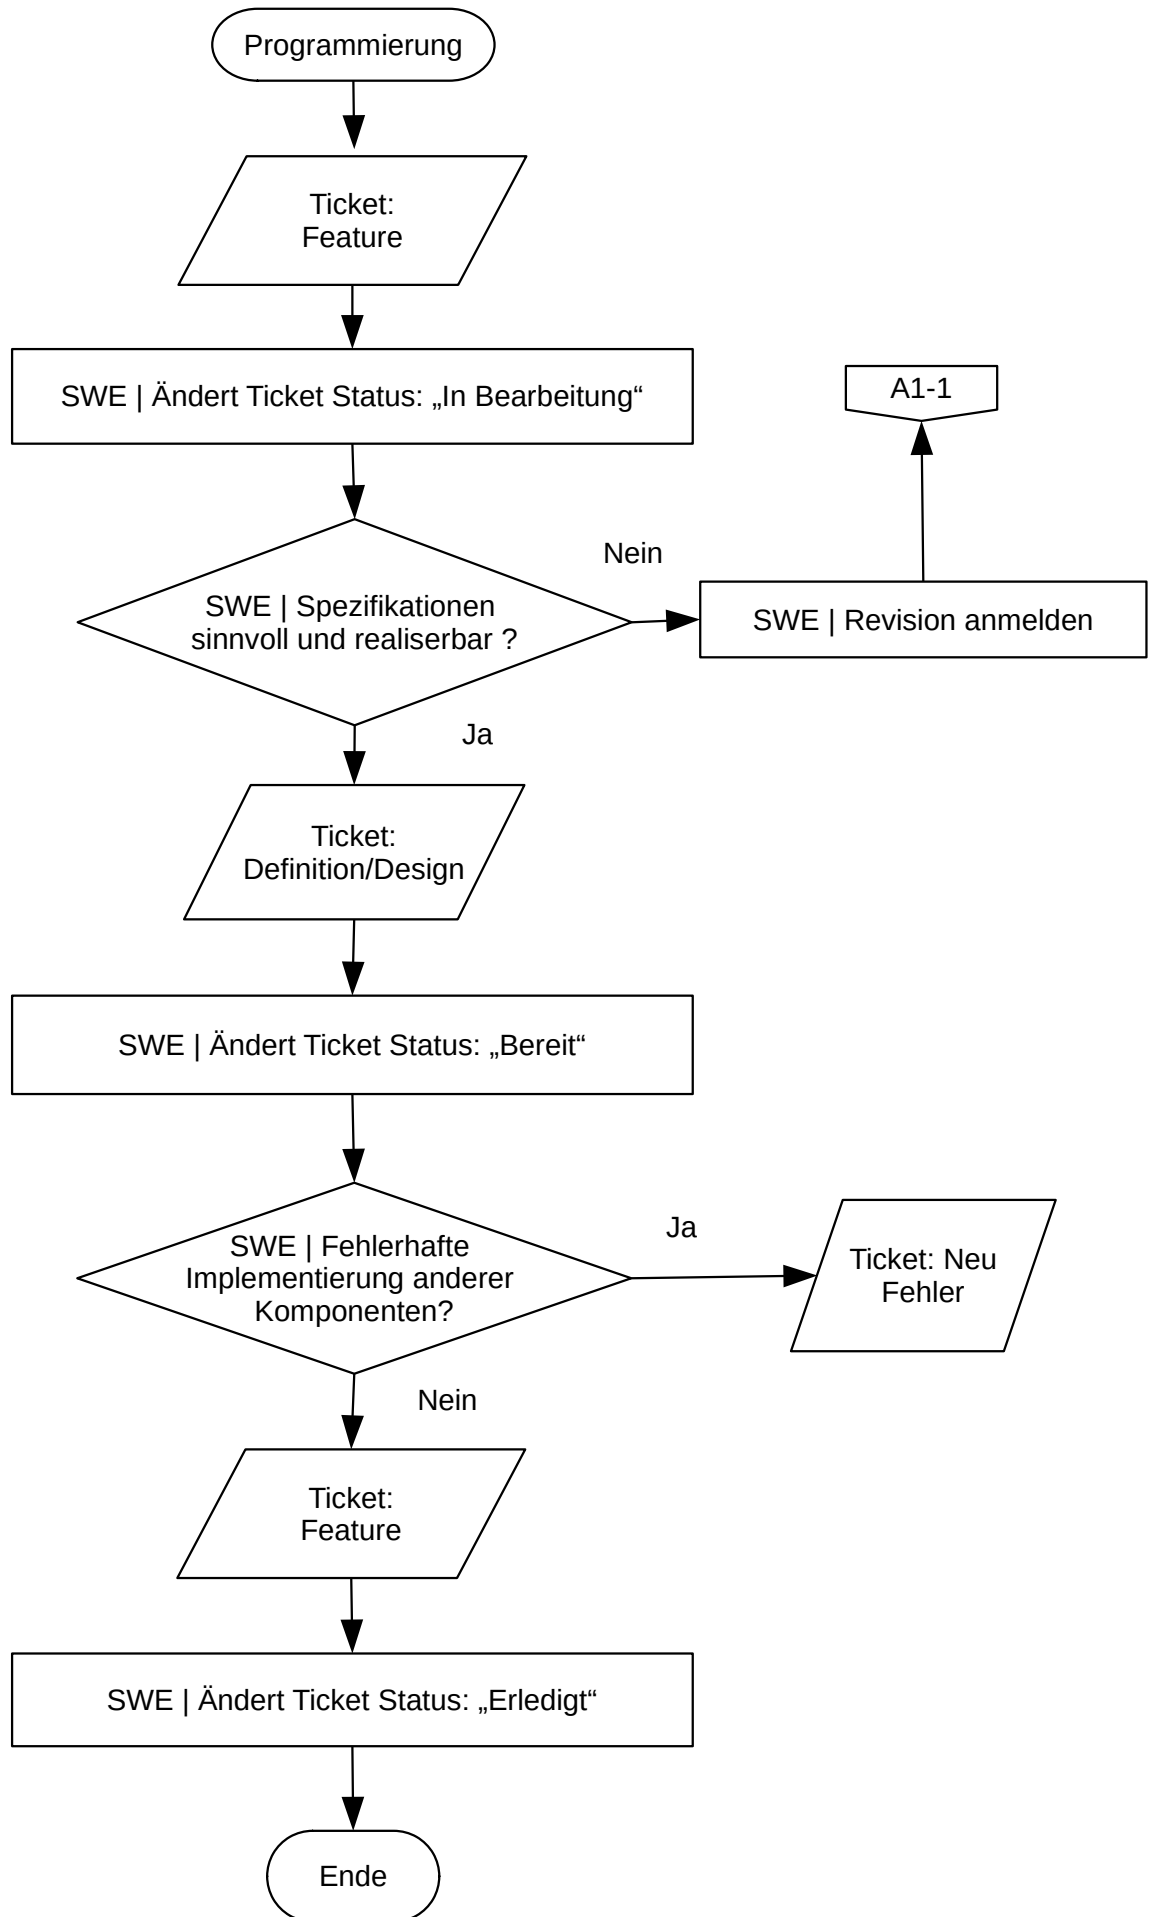 Programmierung
Ticket:
Feature
SWE | Ändert Ticket Status: „In Bearbeitung“
A1-1
Nein
SWE | Spezifikationen
sinnvoll und realiserbar ?
SWE | Revision anmelden
Ja
Ticket:
Definition/Design
SWE | Ändert Ticket Status: „Bereit“
Ja
SWE | Fehlerhafte
Implementierung anderer
Komponenten?
Ticket: Neu
Fehler
Nein
Ticket:
Feature
SWE | Ändert Ticket Status: „Erledigt“
Ende